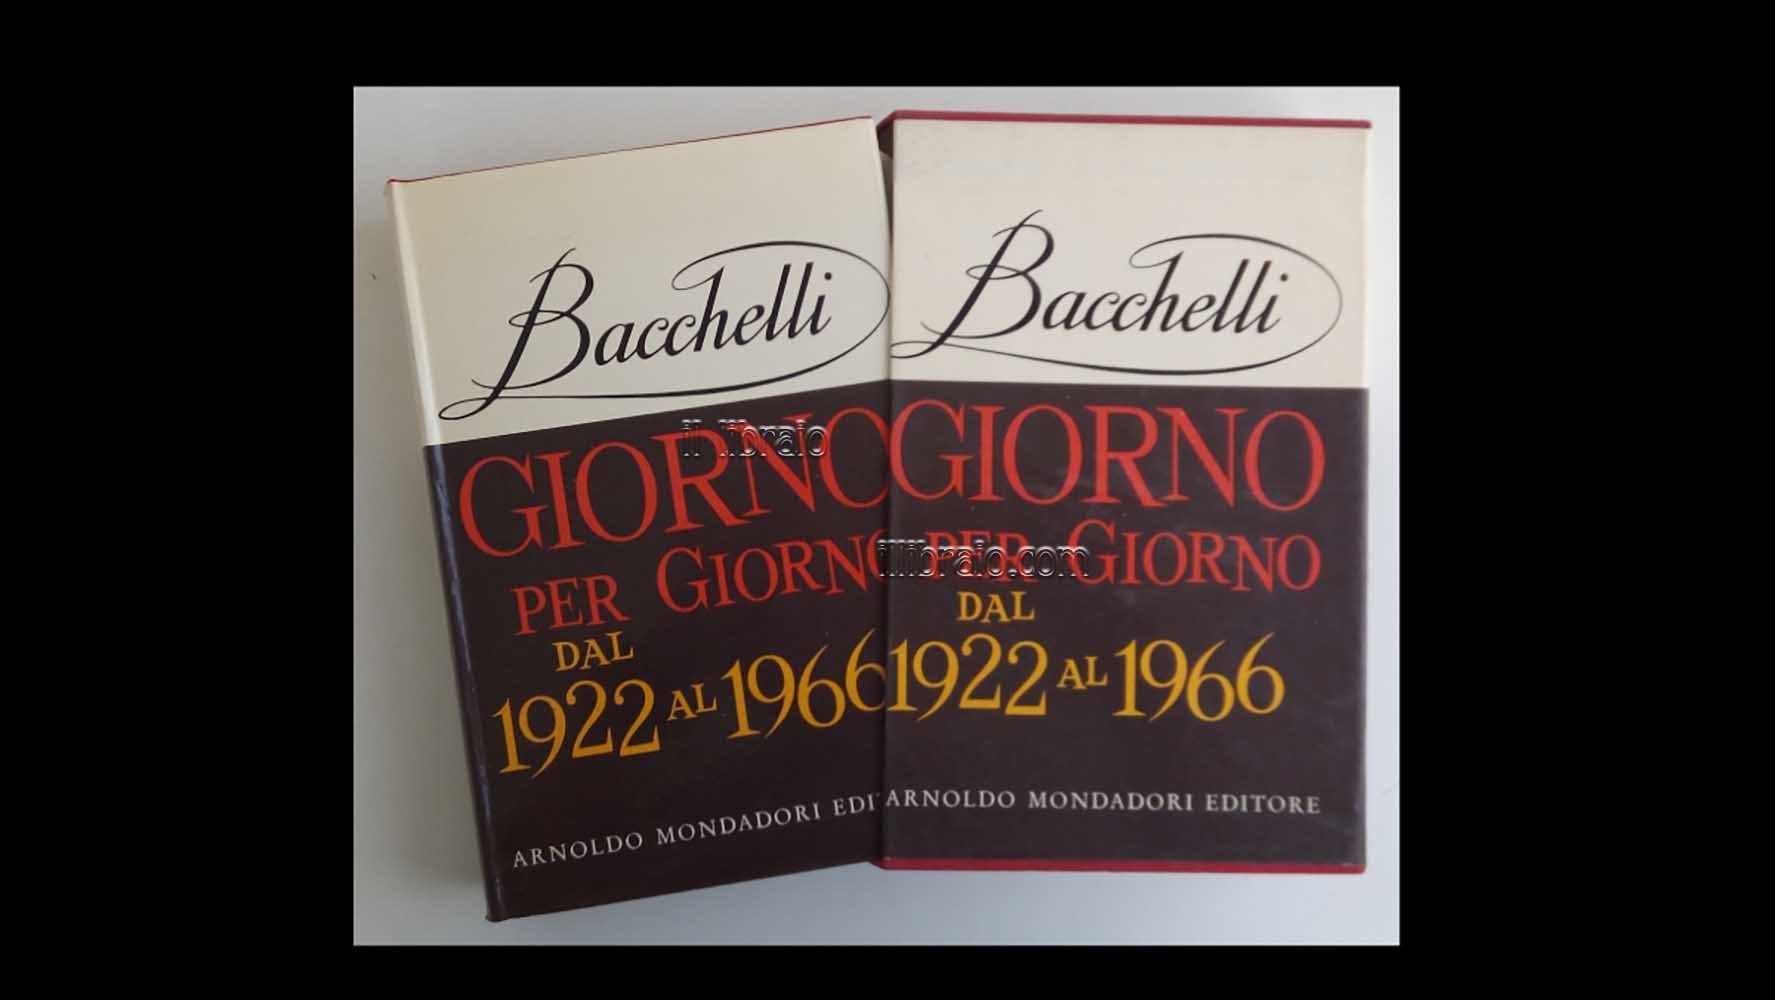 Bacchelli
GIORNO
PER GIORNO
DAL
1922 AL 1966
ARNOLDO MONDADORI EDI
Bacchelli
GIORNO
PER GIORNO
DAL
1922 AL 1966
ARNOLDO MONDADORI EDITORE
il libraio
illibraio.com